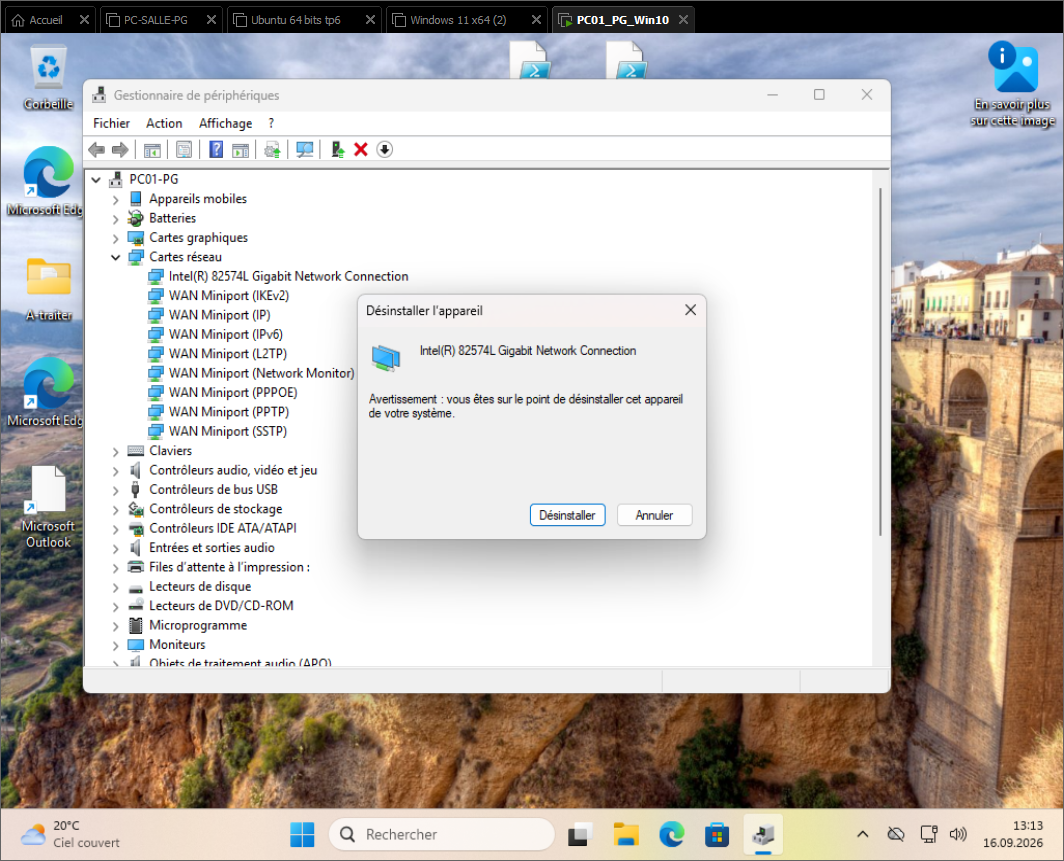 Accueil
PC-SALLE-PG
Ubuntu 64 bits tp6
Windows 11 x64 (2)
PC01_PG_Win10
Corbeille
En savoir plus
sur cette image
Microsoft Edg
A-traiter
Microsoft Edg
Microsoft
Outlook
Gestionnaire de périphériques
Fichier Action Affichage ?
PC01-PG
Appareils mobiles
Batteries
Cartes graphiques
Cartes réseau
Intel(R) 82574L Gigabit Network Connection
WAN Miniport (IKEv2)
WAN Miniport (IP)
WAN Miniport (IPv6)
WAN Miniport (L2TP)
WAN Miniport (Network Monitor)
WAN Miniport (PPPOE)
WAN Miniport (PPTP)
WAN Miniport (SSTP)
Claviers
Contrôleurs audio, vidéo et jeu
Contrôleurs de bus USB
Contrôleurs de stockage
Contrôleurs IDE ATA/ATAPI
Entrées et sorties audio
Files d'attente à l'impression :
Lecteurs de disque
Lecteurs de DVD/CD-ROM
Microprogramme
Moniteurs
Objets de traitement audio (APO)
Désinstaller l'appareil
Intel(R) 82574L Gigabit Network Connection
Avertissement : vous êtes sur le point de désinstaller cet appareil
de votre système.
Désinstaller
Annuler
20°C
Ciel couvert
Rechercher
13:13
16.09.2026